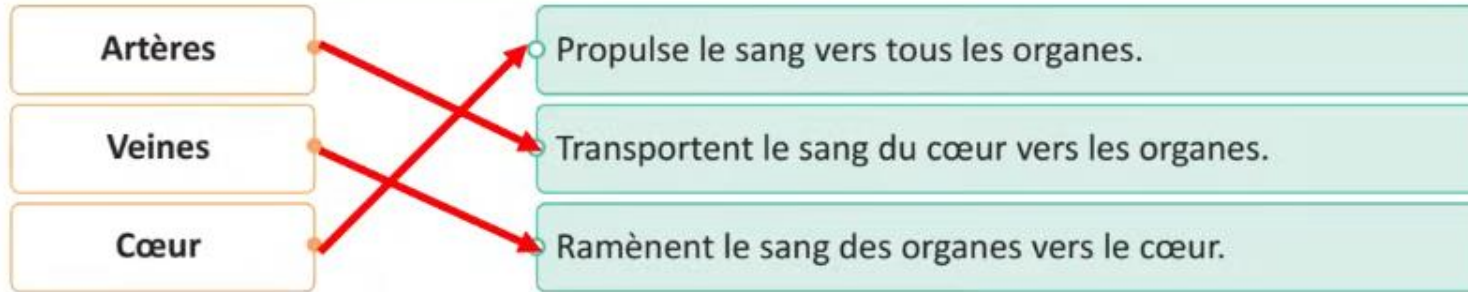 Artères
Propulse le sang vers tous les organes.
Veines
Transportent le sang du cœur vers les organes.
Cœur
Ramènent le sang des organes vers le cœur.